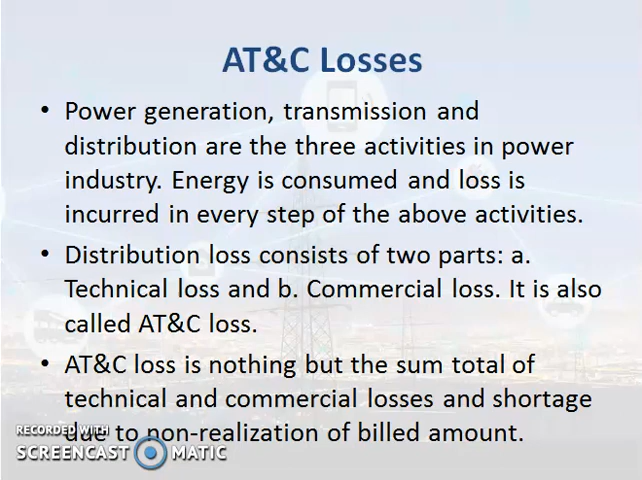 AT&C Losses
• Power generation, transmission and
distribution are the three activities in power
industry. Energy is consumed and loss is
incurred in every step of the above activities.
• Distribution loss consists of two parts: a.
Technical loss and b. Commercial loss. It is also
called AT&C loss.
• AT&C loss is nothing but the sum total of
technical and commercial losses and shortage
due to non-realization of billed amount.
RECORDED WITH
SCREENCAST MATIC